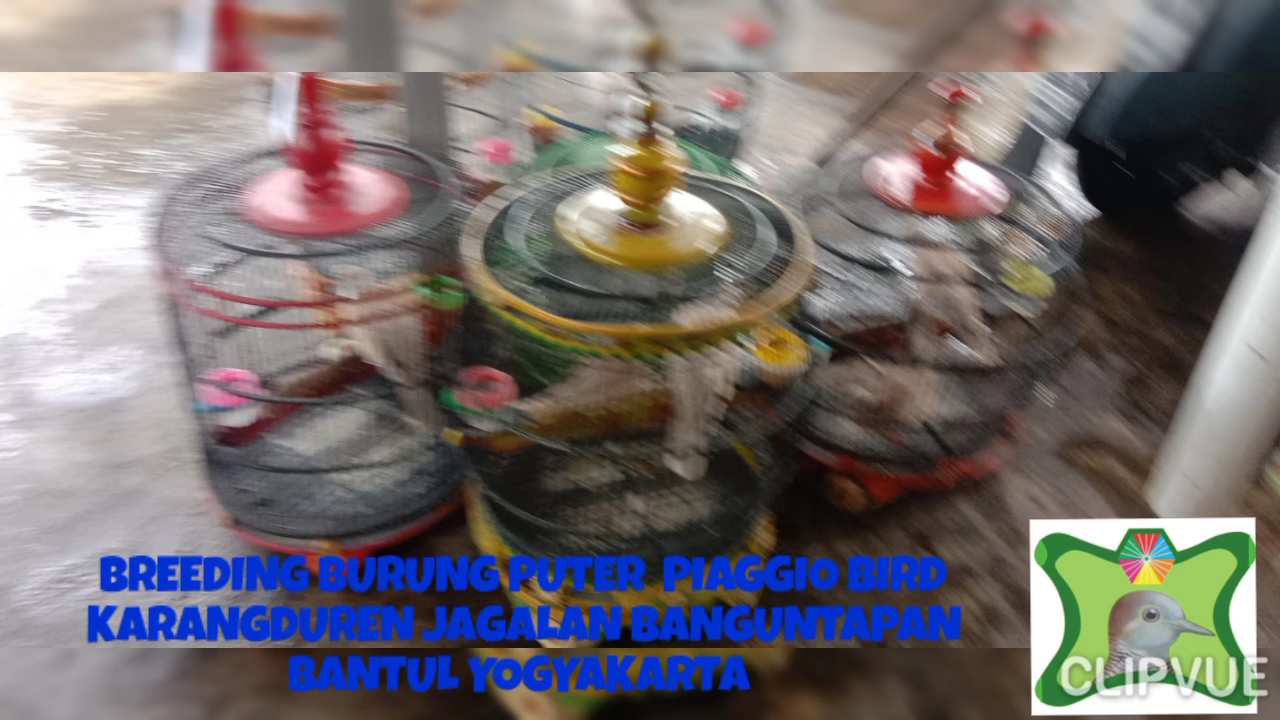 BREEDING BURUNG PUTER PIAGGIO BIRD
KARANGDUREN JAGALAN BANGUNTAPAN
BANTUL YOGYAKARTA
CLIPVUE